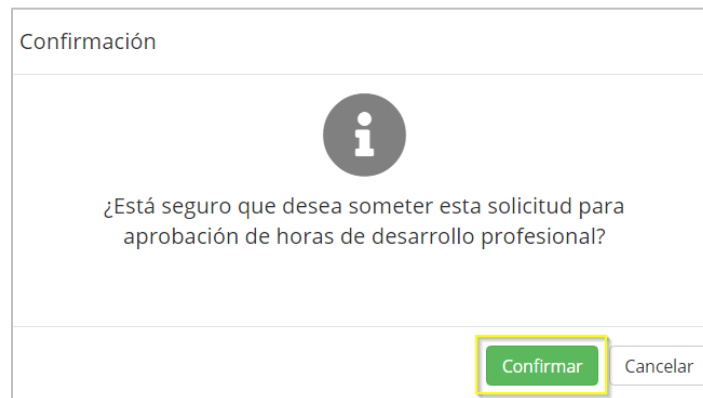 Confirmación
¿Está seguro que desea someter esta solicitud para
aprobación de horas de desarrollo profesional?
Confirmar Cancelar